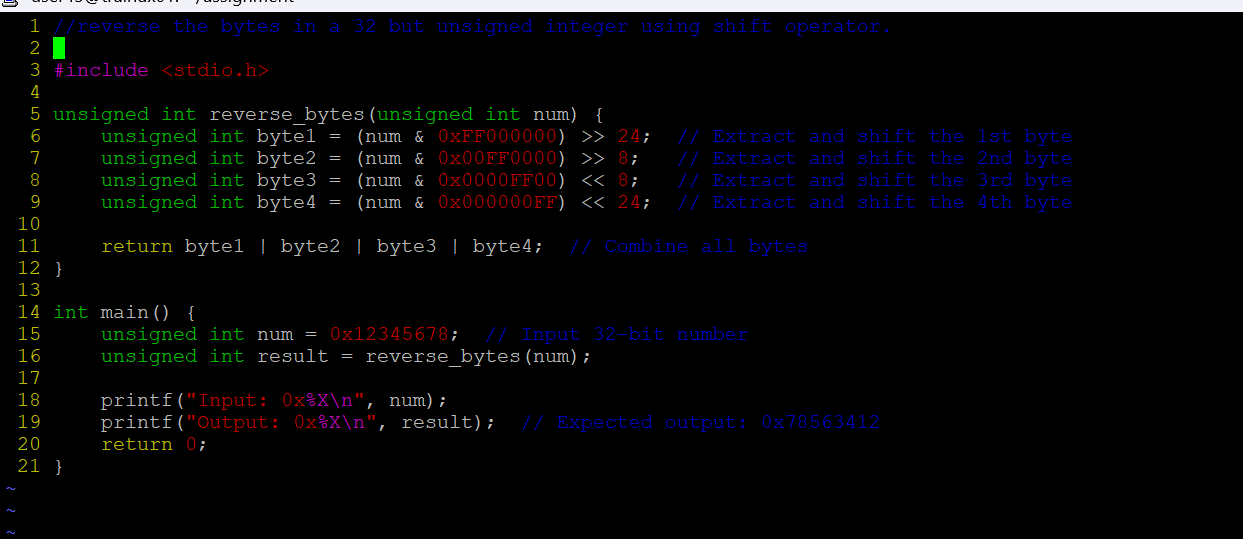 1 //reverse the bytes in a 32 but unsigned integer using shift operator.
2
3 #include <stdio.h>
4
5 unsigned int reverse_bytes(unsigned int num) {
6     unsigned int byte1 = (num & 0xFF000000) >> 24;  // Extract and shift the 1st byte
7     unsigned int byte2 = (num & 0x00FF0000) >> 8;   // Extract and shift the 2nd byte
8     unsigned int byte3 = (num & 0x0000FF00) << 8;   // Extract and shift the 3rd byte
9     unsigned int byte4 = (num & 0x000000FF) << 24;  // Extract and shift the 4th byte
10
11     return byte1 | byte2 | byte3 | byte4;  // Combine all bytes
12 }
13
14 int main() {
15     unsigned int num = 0x12345678;  // Input 32-bit number
16     unsigned int result = reverse_bytes(num);
17
18     printf("Input: 0x%X\n", num);
19     printf("Output: 0x%X\n", result);  // Expected output: 0x78563412
20     return 0;
21 }
~
~
~